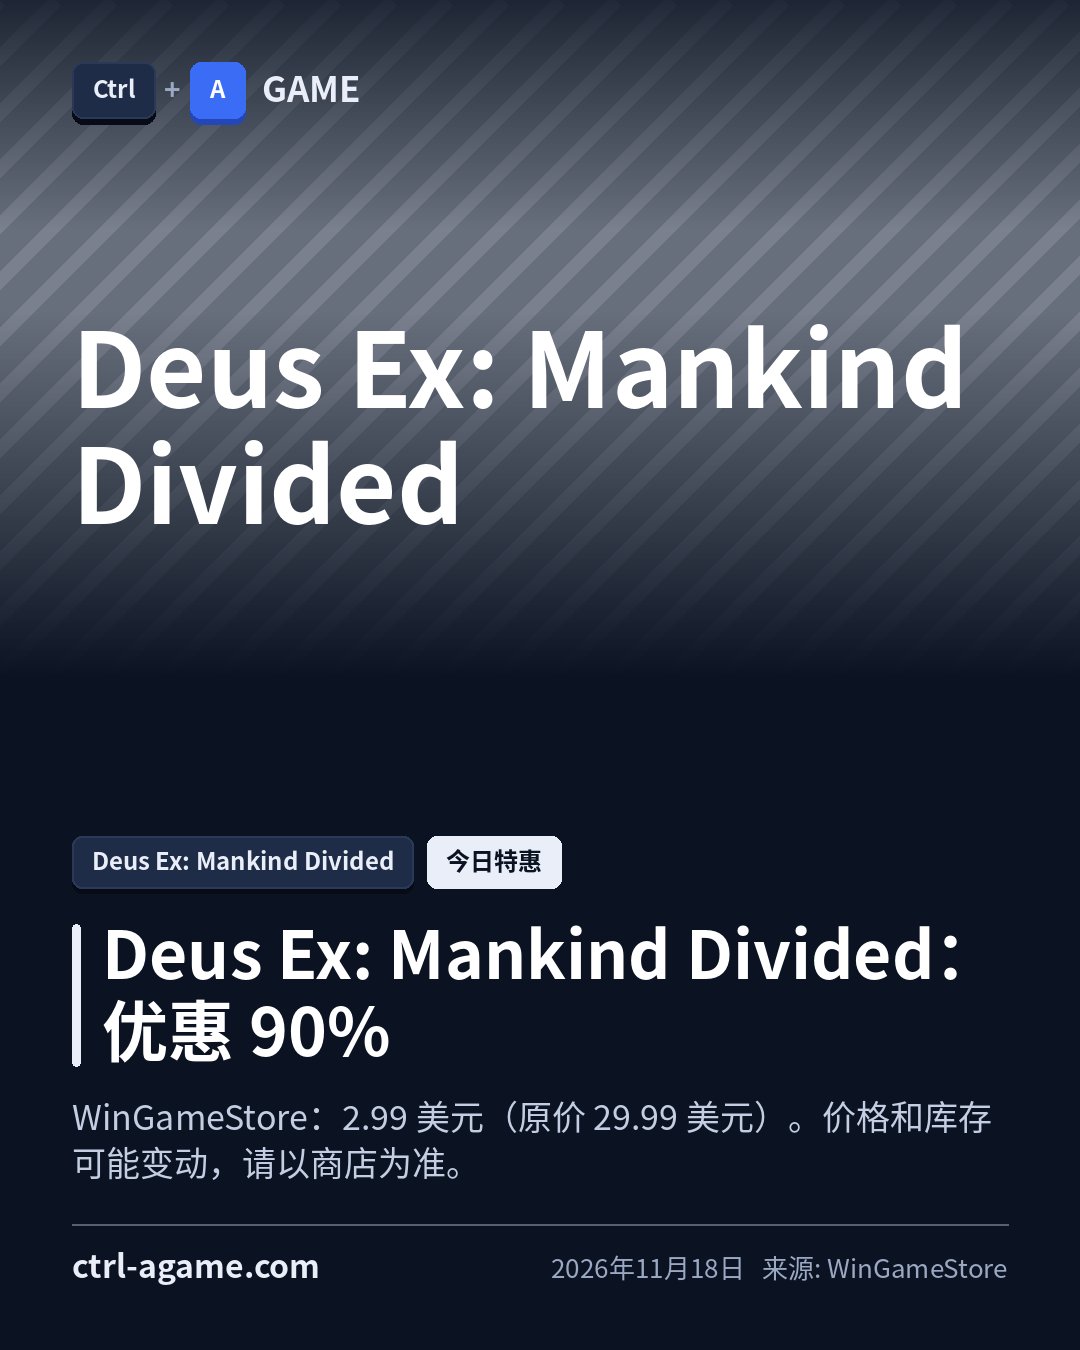 Ctrl + A GAME
Deus Ex: Mankind
Divided
Deus Ex: Mankind Divided 今日特惠
Deus Ex: Mankind Divided：
优惠 90%
WinGameStore：2.99 美元（原价 29.99 美元）。价格和库存
可能变动，请以商店为准。
ctrl-agame.com 2026年11月18日 来源: WinGameStore